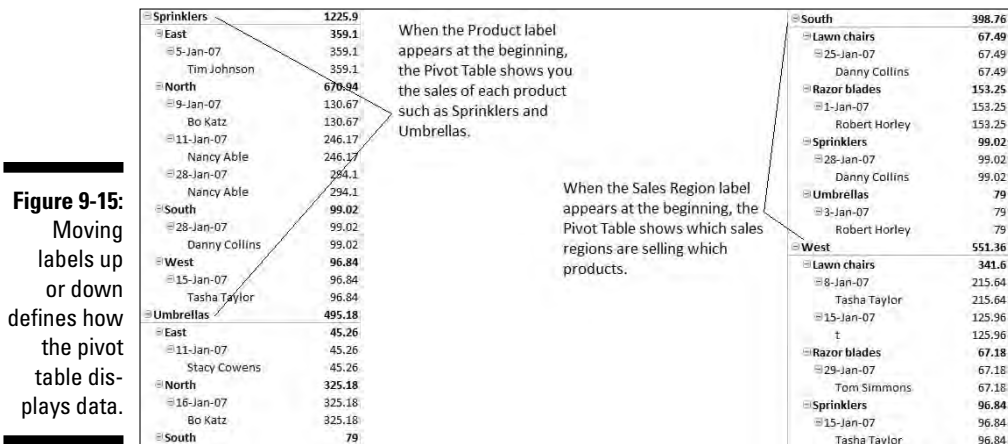 Figure 9-15:
Moving
labels up
or down
defines how
the pivot
table dis-
plays data.
Sprinklers 1225.9
East 359.1
5-Jan-07 359.1
Tim Johnson 359.1
North 670.94
9-Jan-07 130.67
Bo Katz 130.67
11-Jan-07 246.17
Nancy Able 246.17
28-Jan-07 294.1
Nancy Able 294.1
South 99.02
28-Jan-07 99.02
Danny Collins 99.02
West 96.84
15-Jan-07 96.84
Tasha Taylor 96.84
Umbrellas 495.18
East 45.26
11-Jan-07 45.26
Stacy Cowens 45.26
North 325.18
16-Jan-07 325.18
Bo Katz 325.18
South 79
When the Product label
appears at the beginning,
the Pivot Table shows you
the sales of each product
such as Sprinklers and
Umbrellas.
When the Sales Region label
appears at the beginning, the
Pivot Table shows which sales
regions are selling which
products.
South 398.76
Lawn chairs 67.49
25-Jan-07 67.49
Danny Collins 67.49
Razor blades 153.25
1-Jan-07 153.25
Robert Horley 153.25
Sprinklers 99.02
28-Jan-07 99.02
Danny Collins 99.02
Umbrellas 79
3-Jan-07 79
Robert Horley 79
West 551.36
Lawn chairs 341.6
8-Jan-07 215.64
Tasha Taylor 215.64
15-Jan-07 125.96
t 125.96
Razor blades 67.18
29-Jan-07 67.18
Tom Simmons 67.18
Sprinklers 96.84
15-Jan-07 96.84
Tasha Taylor 96.84